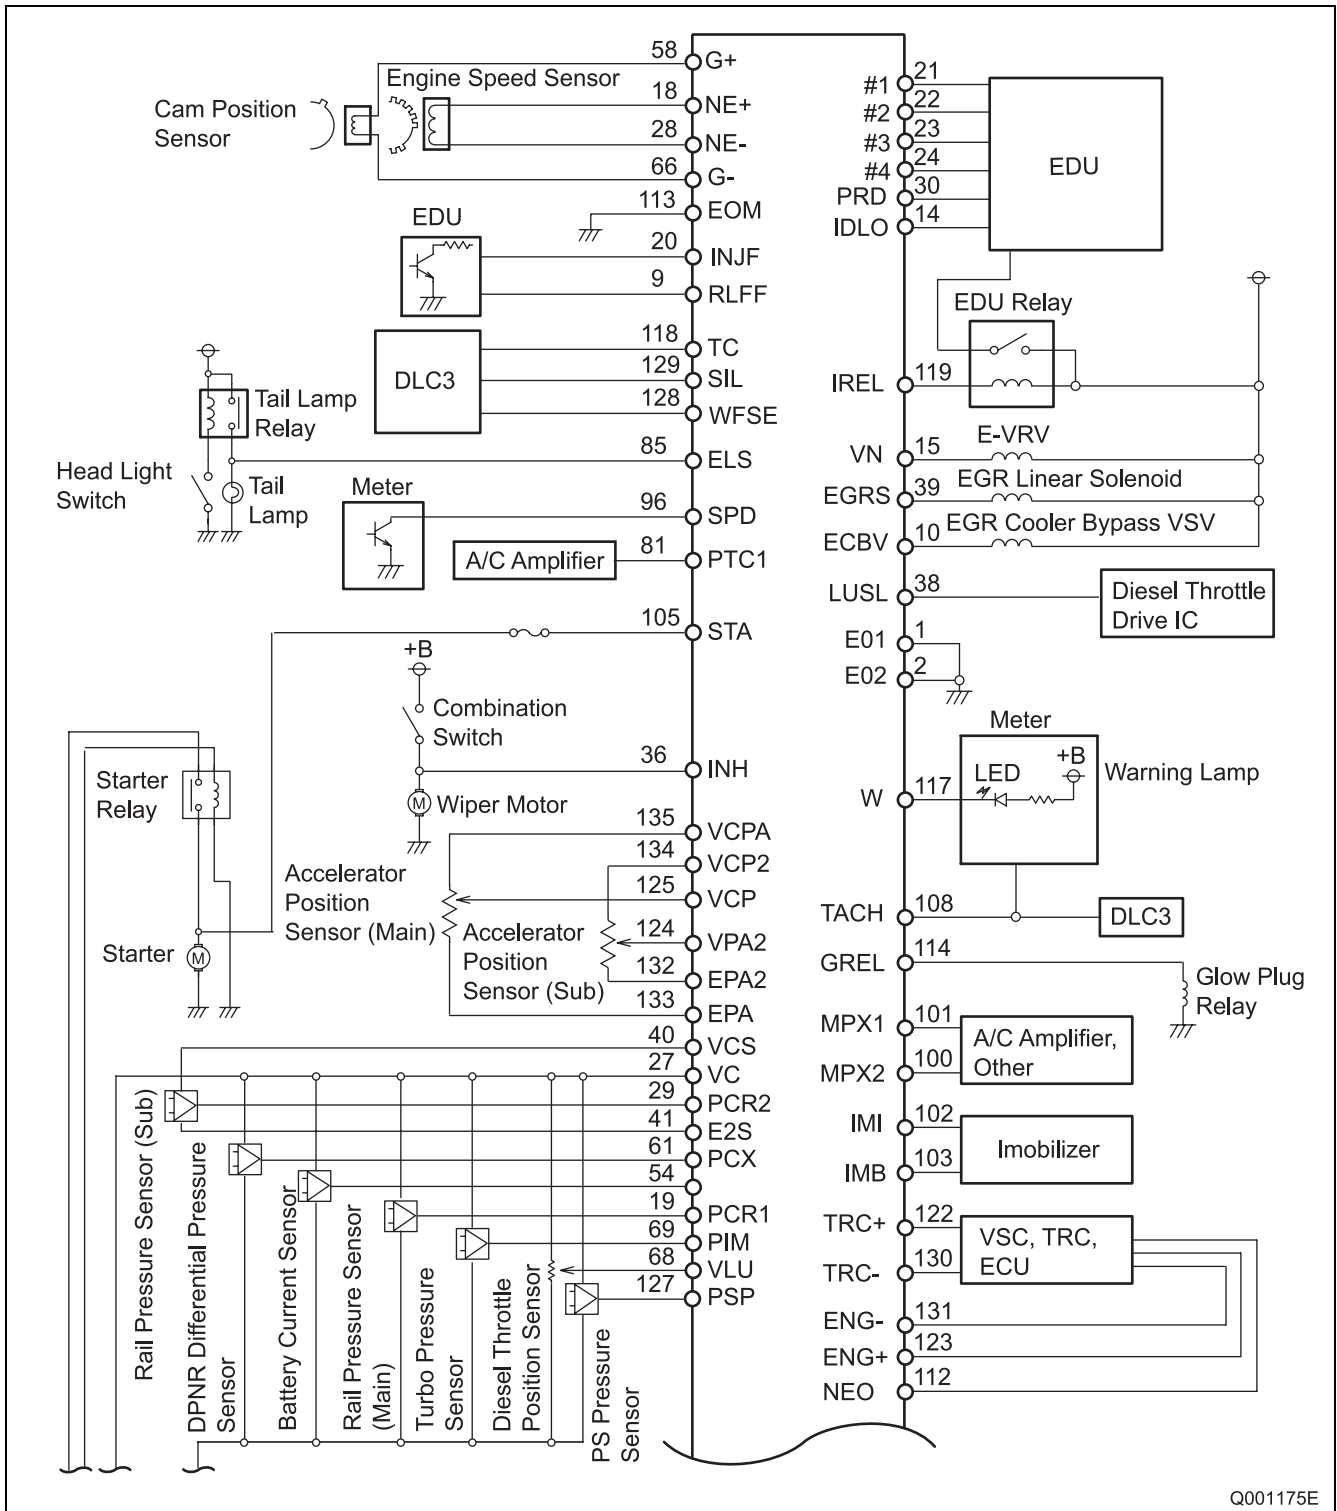 58
G+
Engine Speed Sensor
Cam Position
Sensor
18
NE+
28
NE-
66
G-
113
EOM
EDU
20
INJF
9
RLFF
118
TC
DLC3
129
SIL
128
WFSE
Tail Lamp
Relay
85
ELS
Head Light
Switch
Tail
Lamp
Meter
96
SPD
A/C Amplifier
81
PTC1
105
STA
+B
Combination
Switch
36
INH
Starter
Relay
M
Wiper Motor
135
VCPA
134
VCP2
125
VCP
Accelerator
Position
Sensor (Main)
Accelerator
Position
Sensor (Sub)
124
VPA2
132
EPA2
133
EPA
Starter
M
40
VCS
27
VC
29
PCR2
41
E2S
61
PCX
54
19
PCR1
69
PIM
68
VLU
127
PSP
Rail Pressure Sensor (Sub)
DPNR Differential Pressure
Sensor
Battery Current Sensor
Rail Pressure Sensor
(Main)
Turbo Pressure
Sensor
Diesel Throttle
Position Sensor
PS Pressure
Sensor
#1
21
#2
22
#3
23
#4
24
PRD
30
IDLO
14
EDU
EDU Relay
IREL
119
VN
15
E-VRV
EGRS
39
EGR Linear Solenoid
ECBV
10
EGR Cooler Bypass VSV
LUSL
38
Diesel Throttle
Drive IC
E01
1
E02
2
Meter
W
117
LED
+B
Warning Lamp
TACH
108
DLC3
GREL
114
Glow Plug
Relay
MPX1
101
MPX2
100
A/C Amplifier,
Other
IMI
102
IMB
103
Imobilizer
TRC+
122
TRC-
130
VSC, TRC,
ECU
ENG-
131
ENG+
123
NEO
112
Q001175E